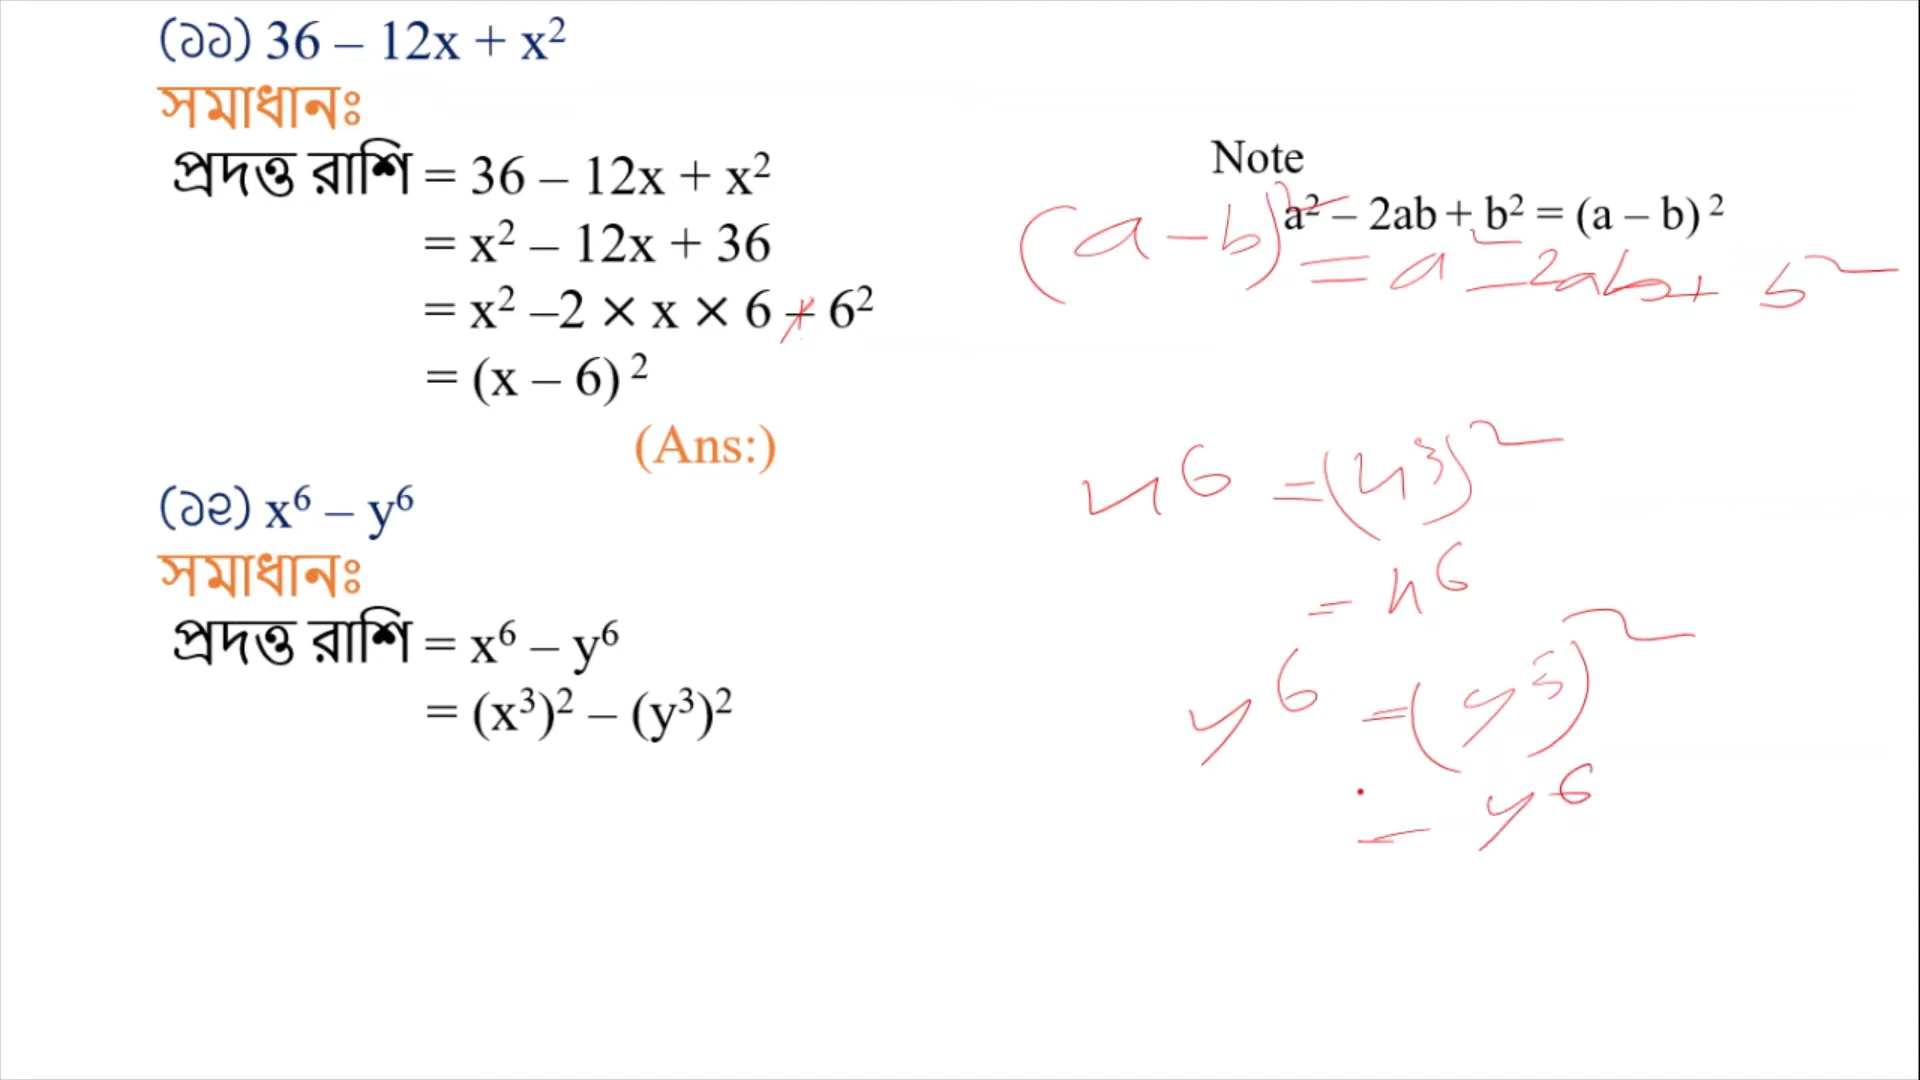 (১১) 36 – 12x + x²
সমাধানঃ
প্রদত্ত রাশি = 36 – 12x + x²
= x² – 12x + 36
= x² –2 × x × 6 + 6²
= (x – 6)²
(Ans:)
(১২) x⁶ – y⁶
সমাধানঃ
প্রদত্ত রাশি = x⁶ – y⁶
= (x³)² – (y³)²
Note
a² – 2ab + b² = (a – b)²
(a – b)²
= a² – 2ab + b²
x⁶ = (x³)²
= x⁶
y⁶ = (y³)²
= y⁶